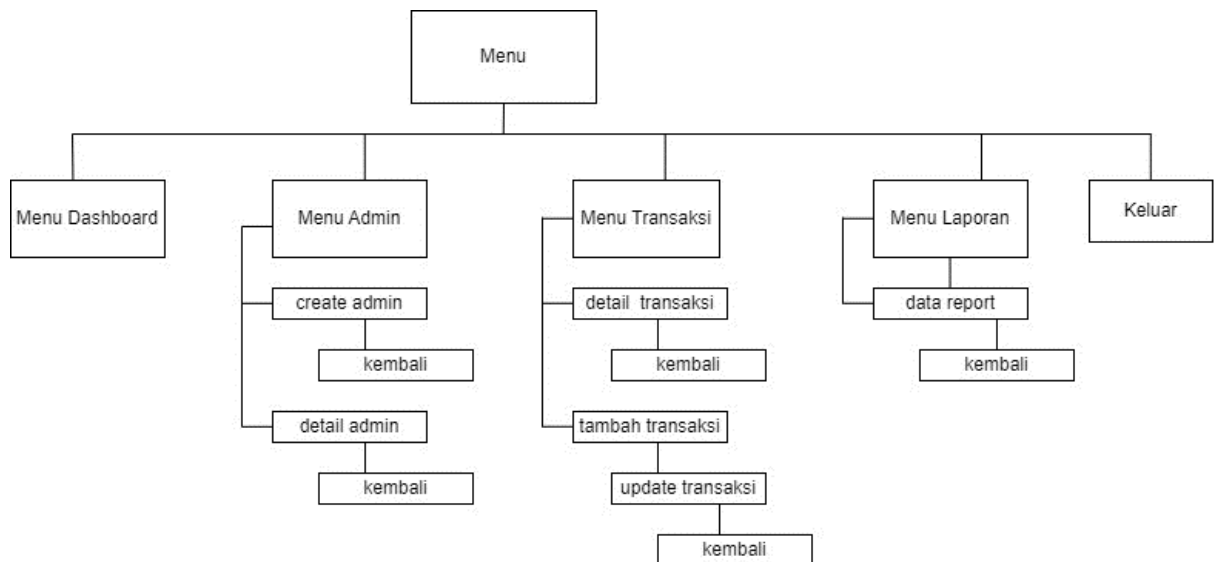 Menu
Menu Dashboard
Menu Admin
Menu Transaksi
Menu Laporan
Keluar
create admin
detail transaksi
data report
kembali
kembali
kembali
detail admin
tambah transaksi
kembali
update transaksi
kembali